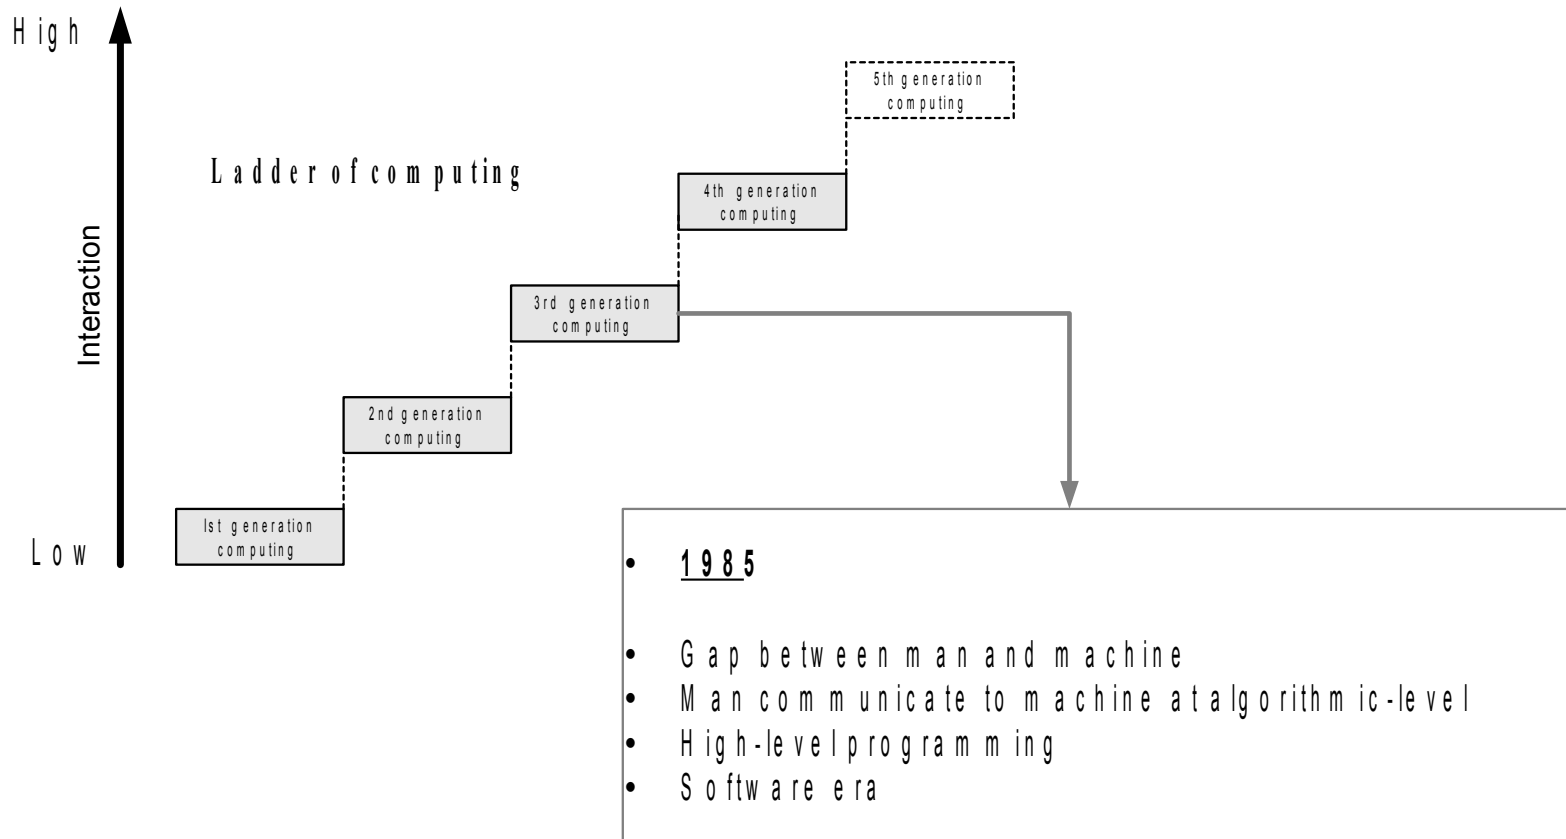 High
5th generation
computing
Ladder of computing
4th generation
computing
Interaction
3rd generation
computing
2nd generation
computing
Ist generation
computing
Low
• 1985
• Gap between man and machine
• Man communicate to machine at algorithmic-level
• High-level programming
• Software era